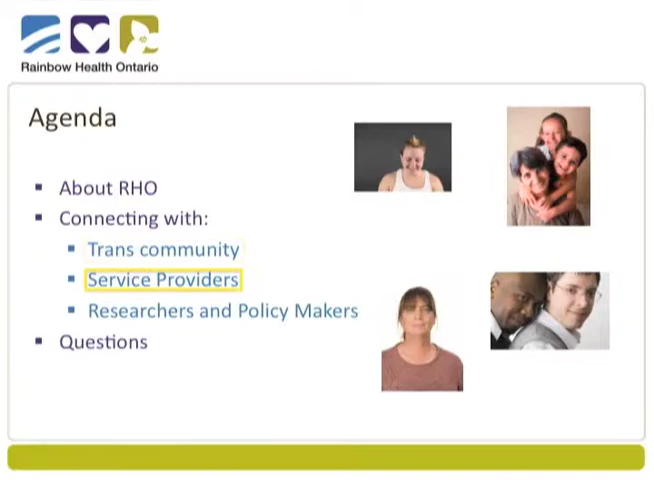 Rainbow Health Ontario
Agenda
About RHO
Connecting with:
Trans community
Service Providers
Researchers and Policy Makers
Questions